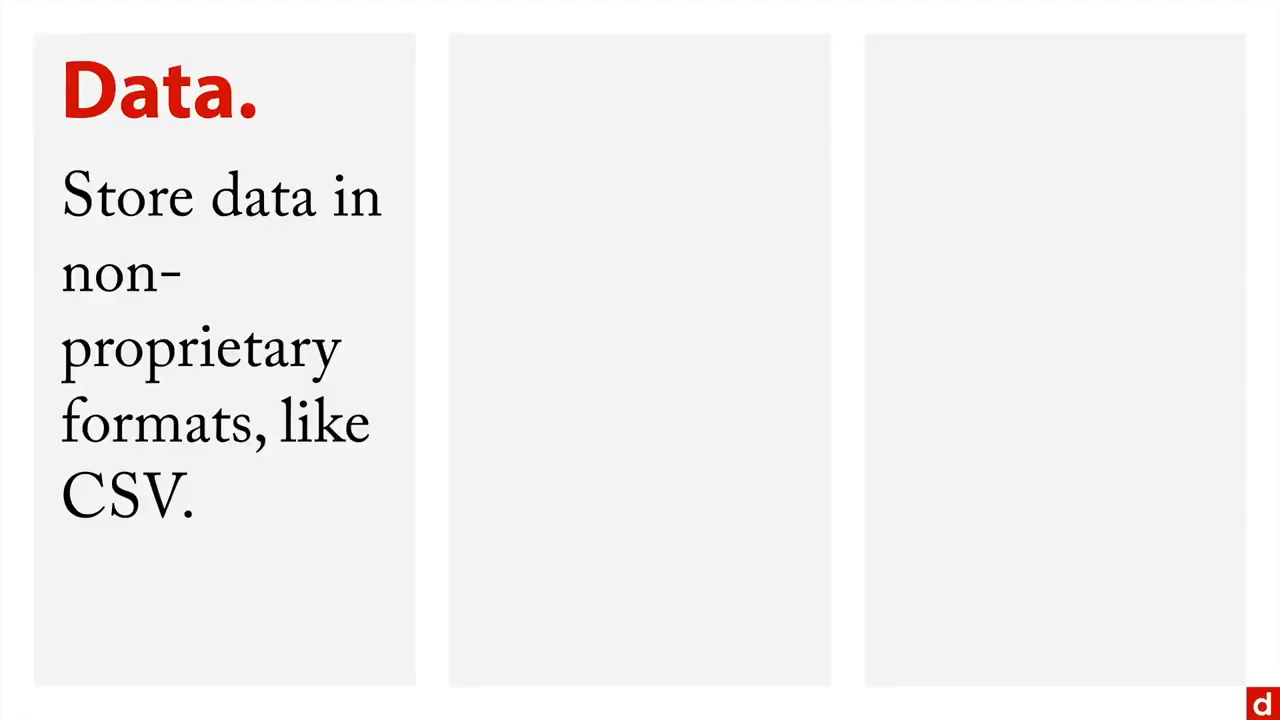 Data.
Store data in
non-
proprietary
formats, like
CSV.
d